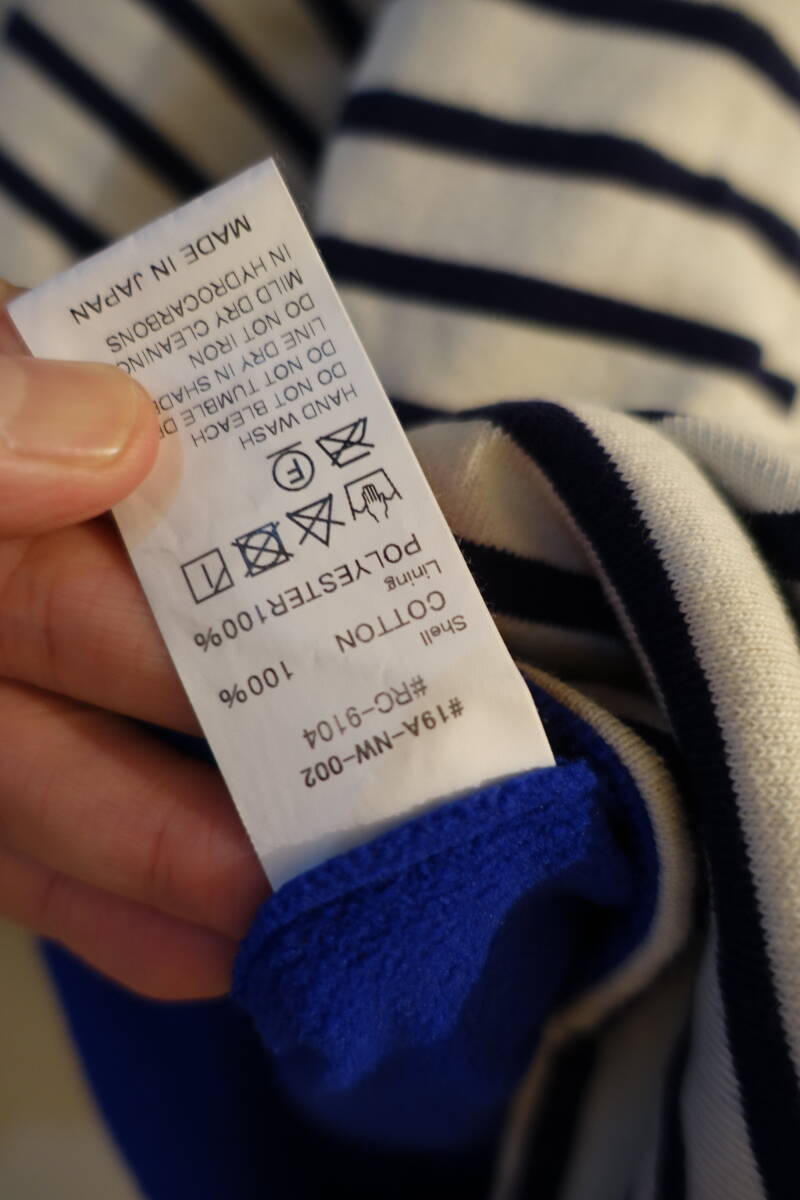 #19A-NW-002
#RC-9104
Shell
COTTON 100%
Lining
POLYESTER100%
F
HAND WASH
DO NOT BLEACH
DO NOT TUMBLE DR
LINE DRY IN SHADE
DO NOT IRON
MILD DRY CLEANING
IN HYDROCARBONS
MADE IN JAPAN